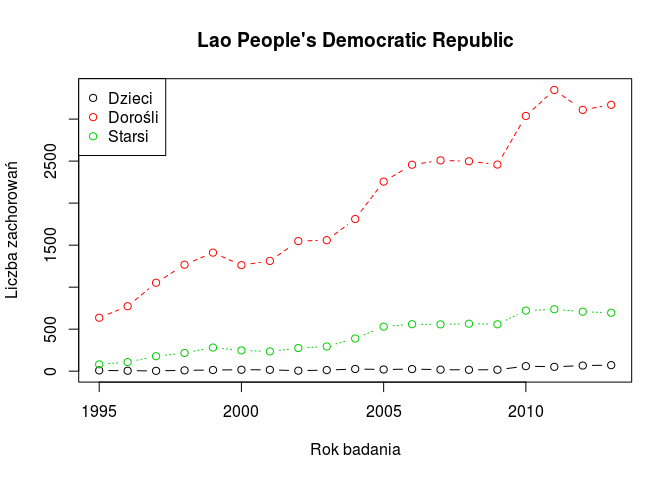 Lao People's Democratic Republic
Dzieci
Dorośli
Starsi
Liczba zachorowań
2500
1500
500
0
1995
2000
2005
2010
Rok badania